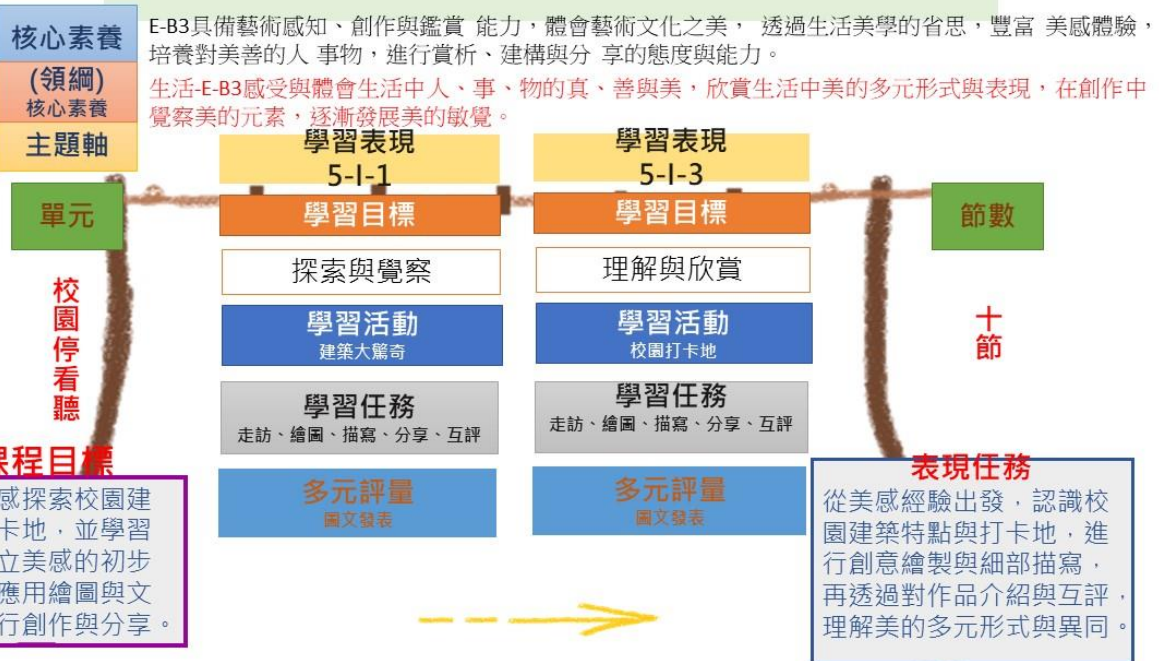 核心素養
(領綱)
核心素養
主題軸
E-B3具備藝術感知、創作與鑑賞 能力，體會藝術文化之美， 透過生活美學的省思，豐富 美感體驗，
培養對美善的人 事物，進行賞析、建構與分 享的態度與能力。
生活-E-B3感受與體會生活中人、事、物的真、善與美，欣賞生活中美的多元形式與表現，在創作中
覺察美的元素，逐漸發展美的敏覺。
單元
校園停看聽
學習表現
5-I-1
學習目標
探索與覺察
學習活動
建築大驚奇
學習任務
走訪、繪圖、描寫、分享、互評
多元評量
圖文發表
學習表現
5-I-3
學習目標
理解與欣賞
學習活動
校園打卡地
學習任務
走訪、繪圖、描寫、分享、互評
多元評量
圖文發表
節數
十節
課程目標
感探索校園建
卡地，並學習
立美感的初步
應用繪圖與文
行創作與分享。
表現任務
從美感經驗出發，認識校
園建築特點與打卡地，進
行創意繪製與細部描寫，
再透過對作品介紹與互評，
理解美的多元形式與異同。